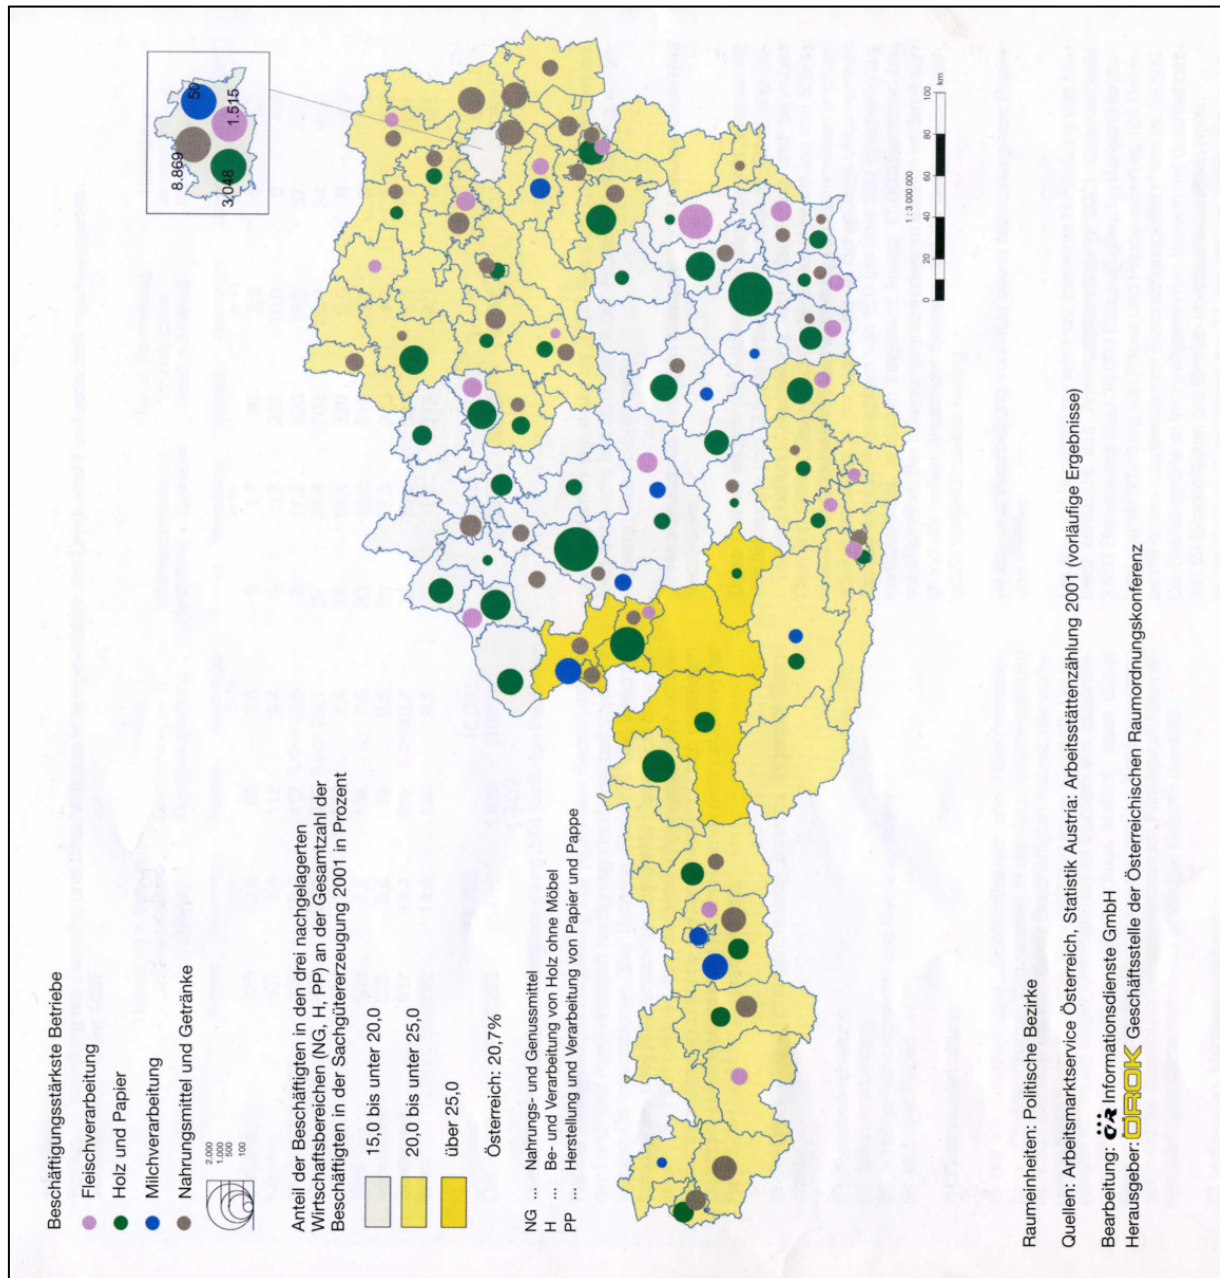 Beschäftigungsstärkste Betriebe
Fleischverarbeitung
Holz und Papier
Milchverarbeitung
Nahrungsmittel und Getränke
2.000
1.000
500
100
Anteil der Beschäftigten in den drei nachgelagerten
Wirtschaftsbereichen (NG, H, PP) an der Gesamtzahl der
Beschäftigten in der Sachgütererzeugung 2001 in Prozent
15,0 bis unter 20,0
20,0 bis unter 25,0
über 25,0
Österreich: 20,7%
NG ... Nahrungs- und Genussmittel
H ... Be- und Verarbeitung von Holz ohne Möbel
PP ... Herstellung und Verarbeitung von Papier und Pappe
8.869
50
3.048
1.515
1 : 3 000 000
0 20 40 60 80 100 km
Raumeinheiten: Politische Bezirke
Quellen: Arbeitsmarktservice Österreich, Statistik Austria: Arbeitsstättenzählung 2001 (vorläufige Ergebnisse)
Bearbeitung: ÖR Informationsdienste GmbH
Herausgeber: ÖROK Geschäftsstelle der Österreichischen Raumordnungskonferenz